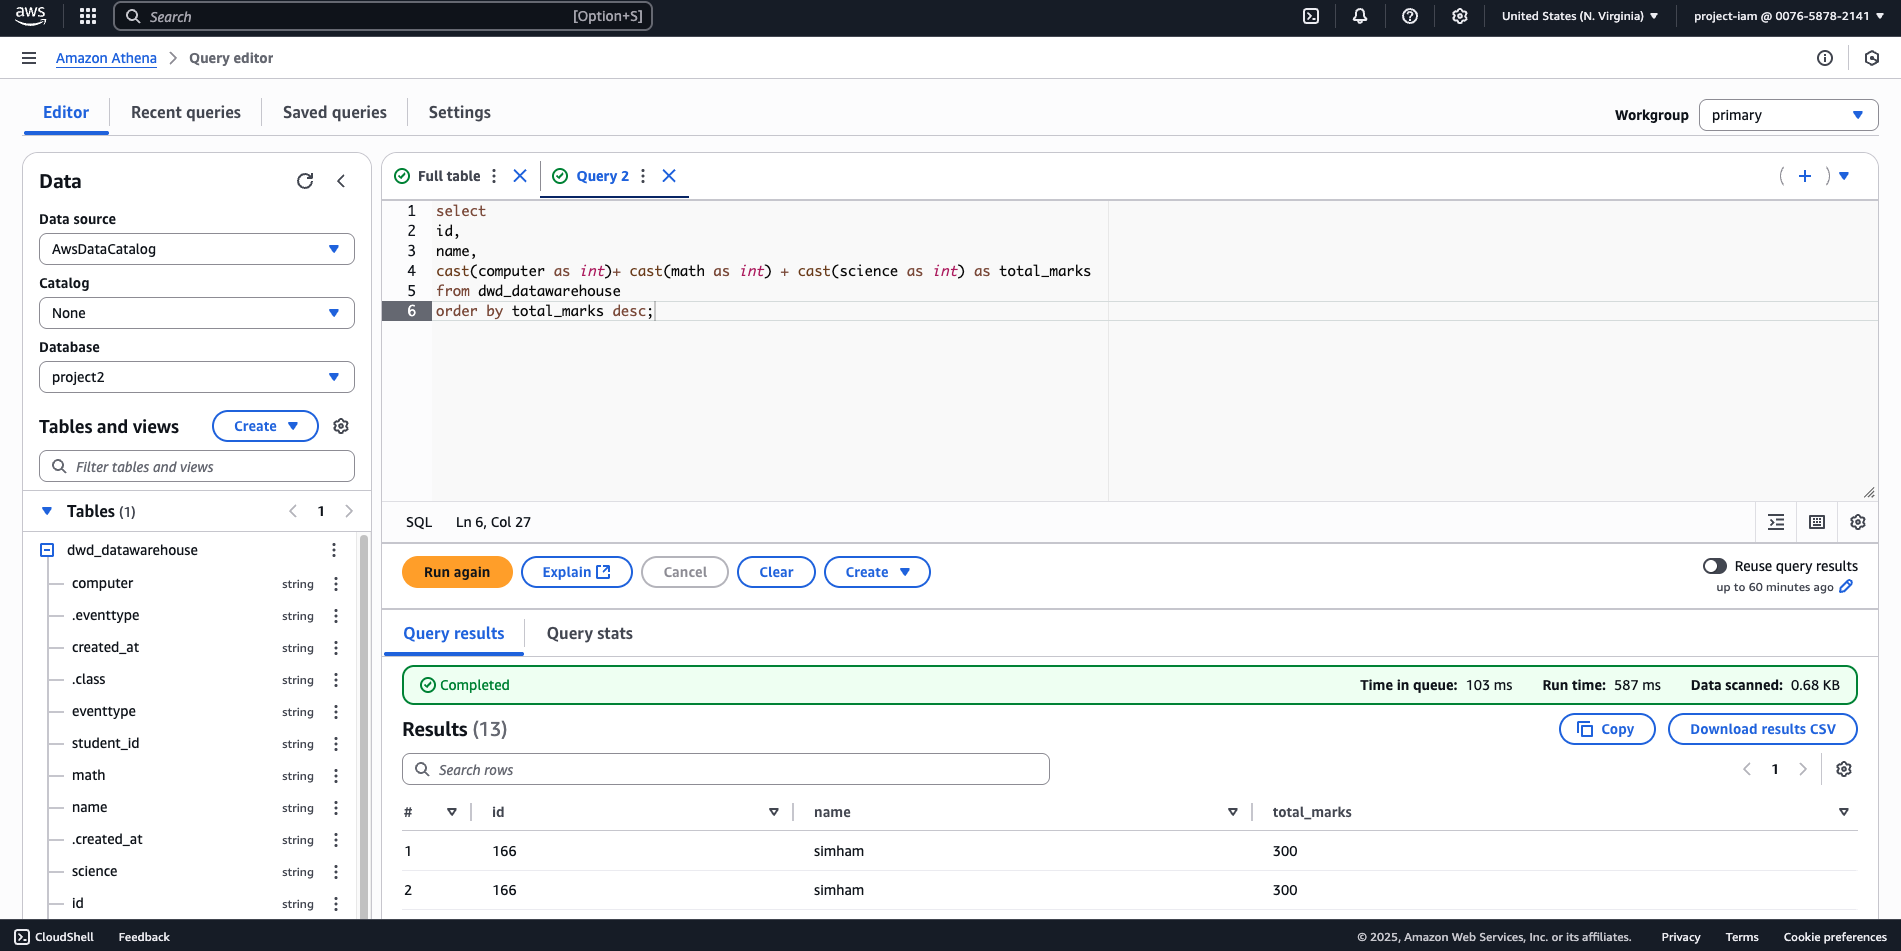 aws
Search [Option+S]
United States (N. Virginia)
project-iam @ 0076-5878-2141
Amazon Athena > Query editor
Editor
Recent queries
Saved queries
Settings
Workgroup
primary
Data
Data source
AwsDataCatalog
Catalog
None
Database
project2
Tables and views
Create
Filter tables and views
Tables (1)
< 1 >
dwd_datawarehouse
computer string
.eventtype string
created_at string
.class string
eventtype string
student_id string
math string
name string
.created_at string
science string
id string
Full table
Query 2
1 select
2 id,
3 name,
4 cast(computer as int)+ cast(math as int) + cast(science as int) as total_marks
5 from dwd_datawarehouse
6 order by total_marks desc;
SQL Ln 6, Col 27
Run again
Explain
Cancel
Clear
Create
Reuse query results
up to 60 minutes ago
Query results
Query stats
Completed
Time in queue: 103 ms
Run time: 587 ms
Data scanned: 0.68 KB
Results (13)
Copy
Download results CSV
Search rows
< 1 >
# id name total_marks
1 166 simham 300
2 166 simham 300
CloudShell
Feedback
© 2025, Amazon Web Services, Inc. or its affiliates.
Privacy
Terms
Cookie preferences